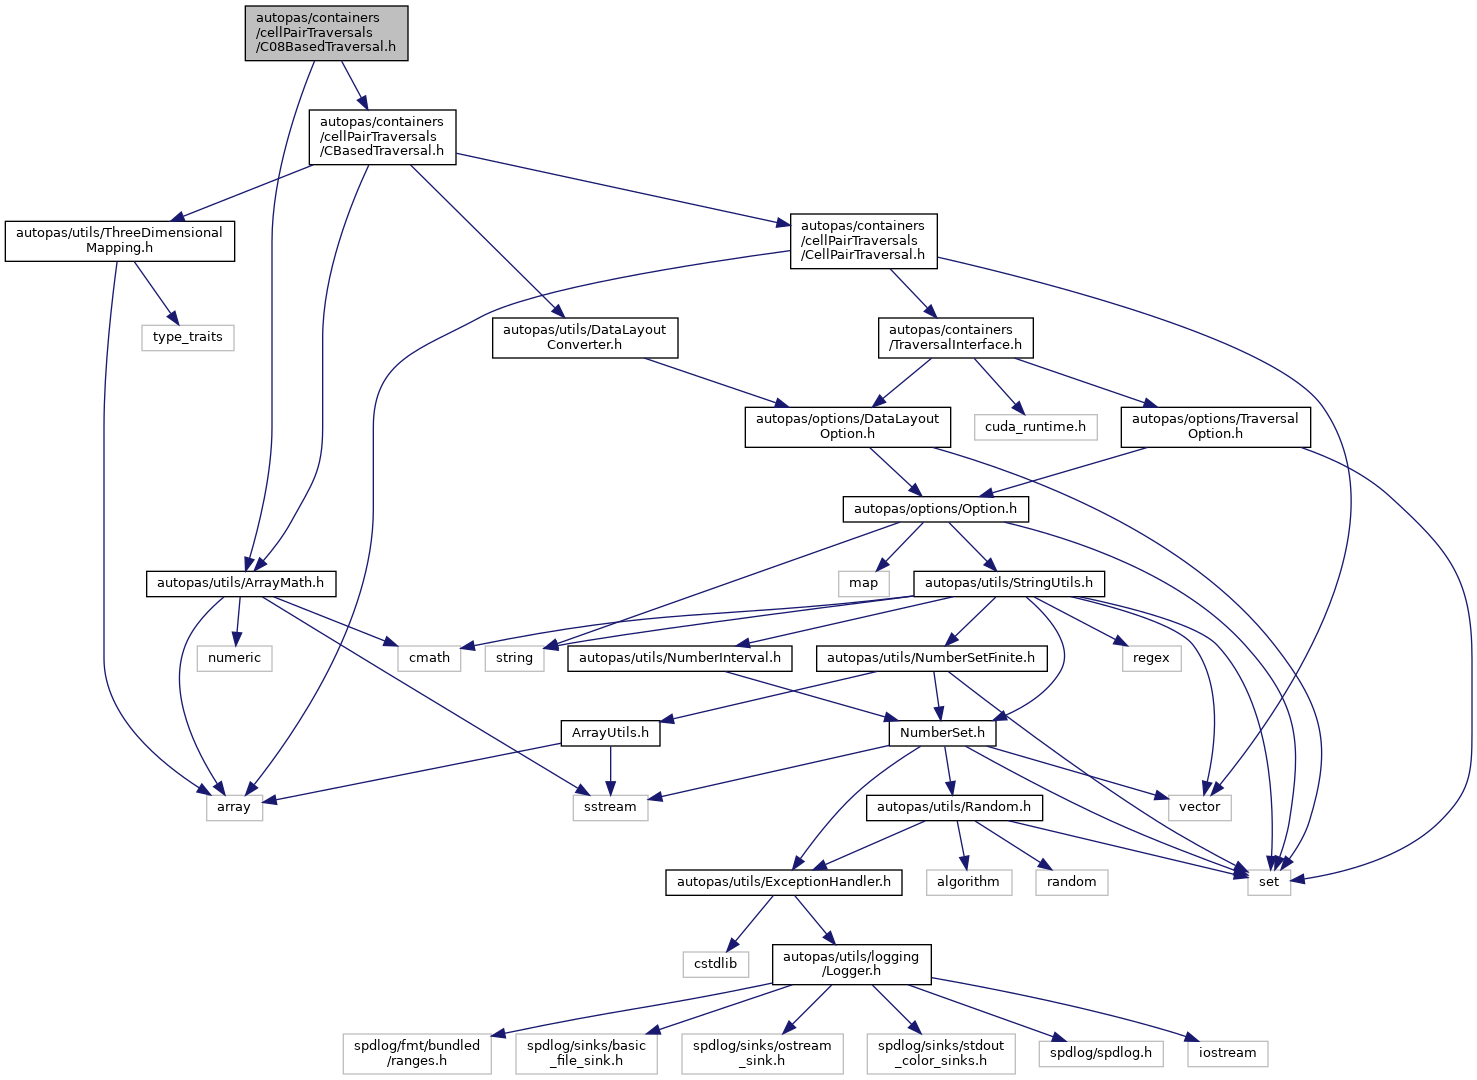 autopas/containers
/cellPairTraversals
/C08BasedTraversal.h
autopas/containers
/cellPairTraversals
/CBasedTraversal.h
autopas/utils/ThreeDimensional
Mapping.h
autopas/containers
/cellPairTraversals
/CellPairTraversal.h
type_traits
autopas/utils/DataLayout
Converter.h
autopas/containers
/TraversalInterface.h
autopas/options/DataLayout
Option.h
cuda_runtime.h
autopas/options/Traversal
Option.h
autopas/options/Option.h
autopas/utils/ArrayMath.h
map
autopas/utils/StringUtils.h
numeric
cmath
string
autopas/utils/NumberInterval.h
autopas/utils/NumberSetFinite.h
regex
ArrayUtils.h
NumberSet.h
array
sstream
autopas/utils/Random.h
vector
autopas/utils/ExceptionHandler.h
algorithm
random
set
cstdlib
autopas/utils/logging
/Logger.h
spdlog/fmt/bundled
/ranges.h
spdlog/sinks/basic
_file_sink.h
spdlog/sinks/ostream
_sink.h
spdlog/sinks/stdout
_color_sinks.h
spdlog/spdlog.h
iostream